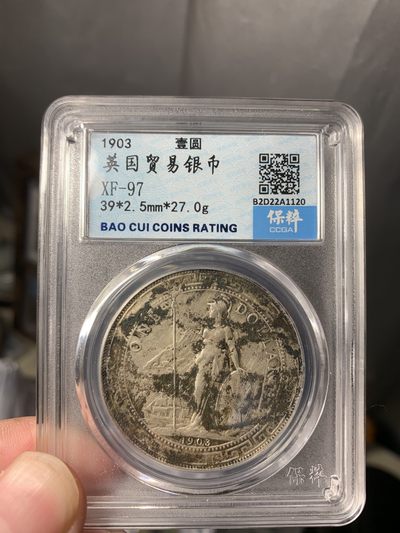 1903 壹圆
英国貿易银币
XF-97
39*2.5mm*27.0g
B2D22A1120
保粹
CCGA
BAO CUI COINS RATING
ONE DOLLAR
1903
保粹